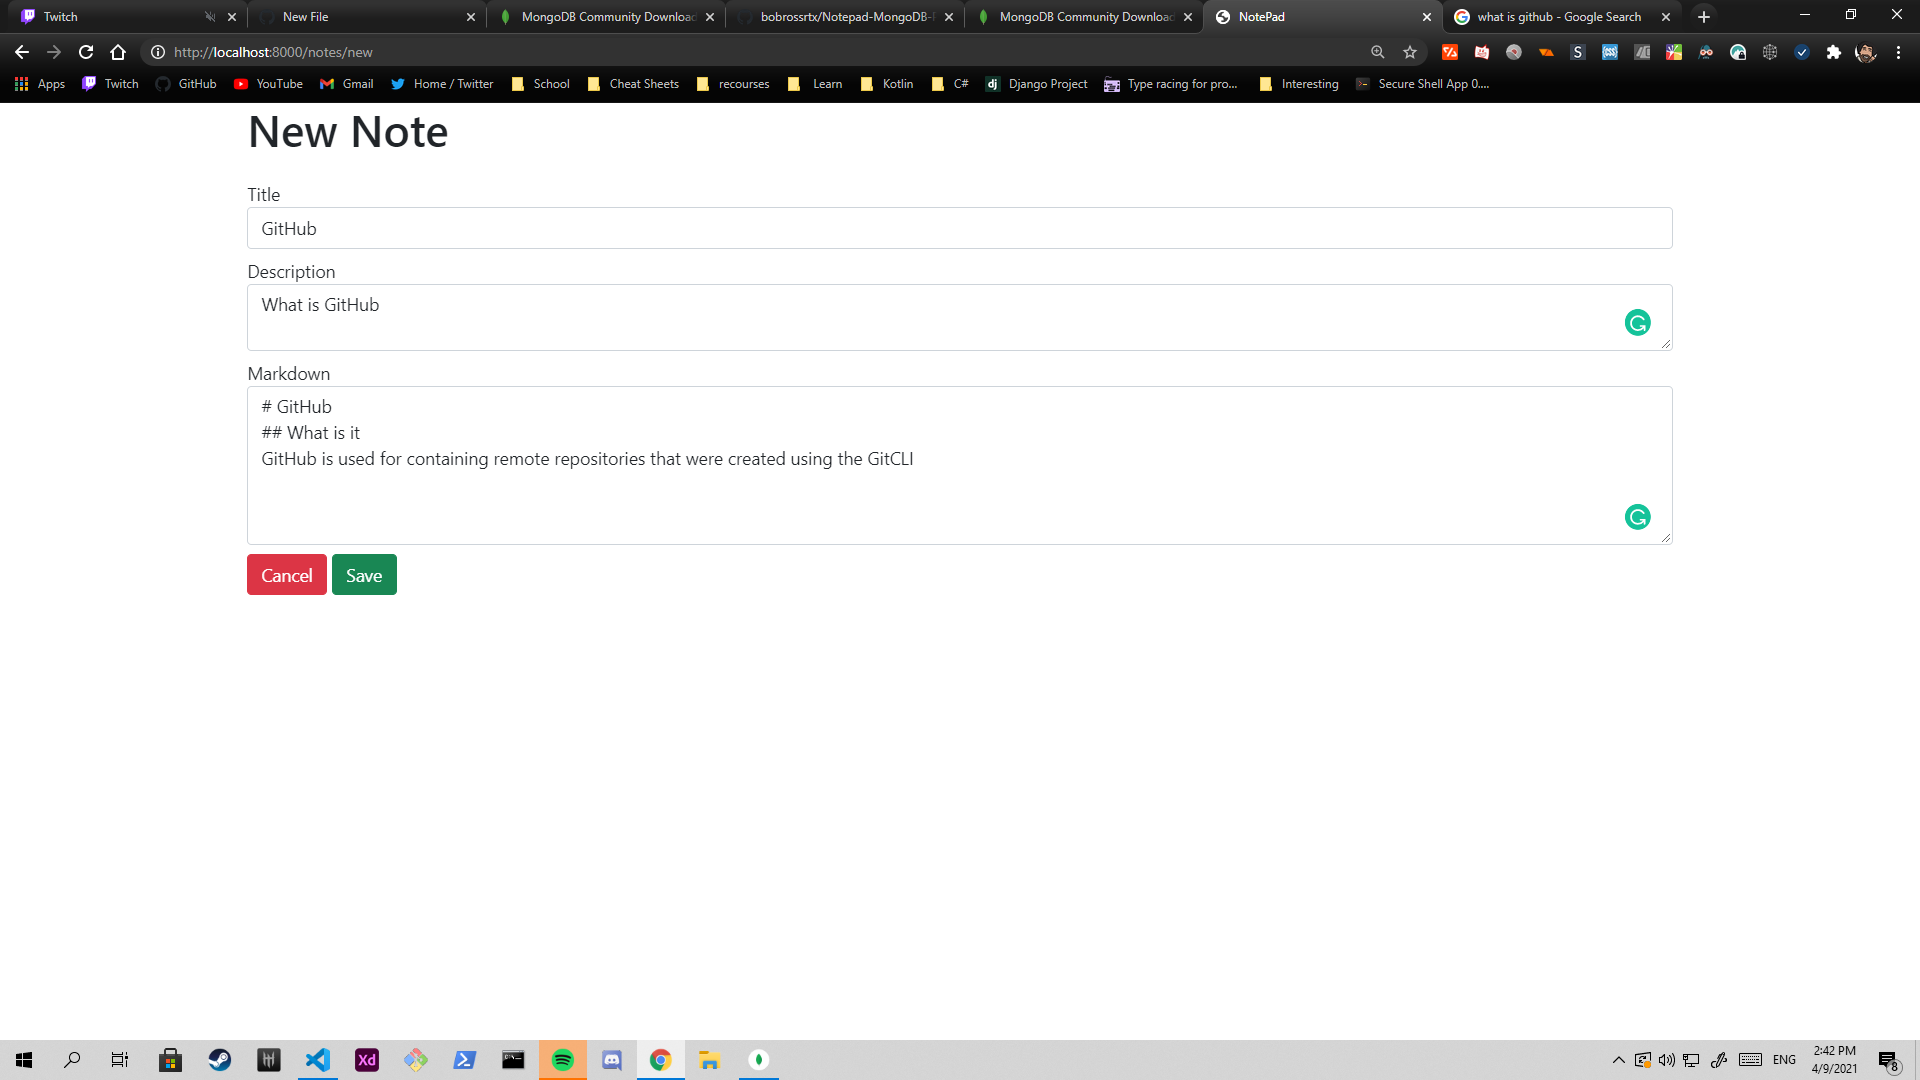 Twitch
New File
MongoDB Community Download
bobrossrtx/Notepad-MongoDB-
MongoDB Community Download
NotePad
what is github - Google Search
http://localhost:8000/notes/new
Apps
Twitch
GitHub
YouTube
Gmail
Home / Twitter
School
Cheat Sheets
recourses
Learn
Kotlin
C#
dj
Django Project
Type racing for pro...
Interesting
Secure Shell App 0....
New Note
Title
GitHub
Description
What is GitHub
Markdown
# GitHub
## What is it
GitHub is used for containing remote repositories that were created using the GitCLI
Cancel
Save
Xd
ENG
2:42 PM
4/9/2021
8